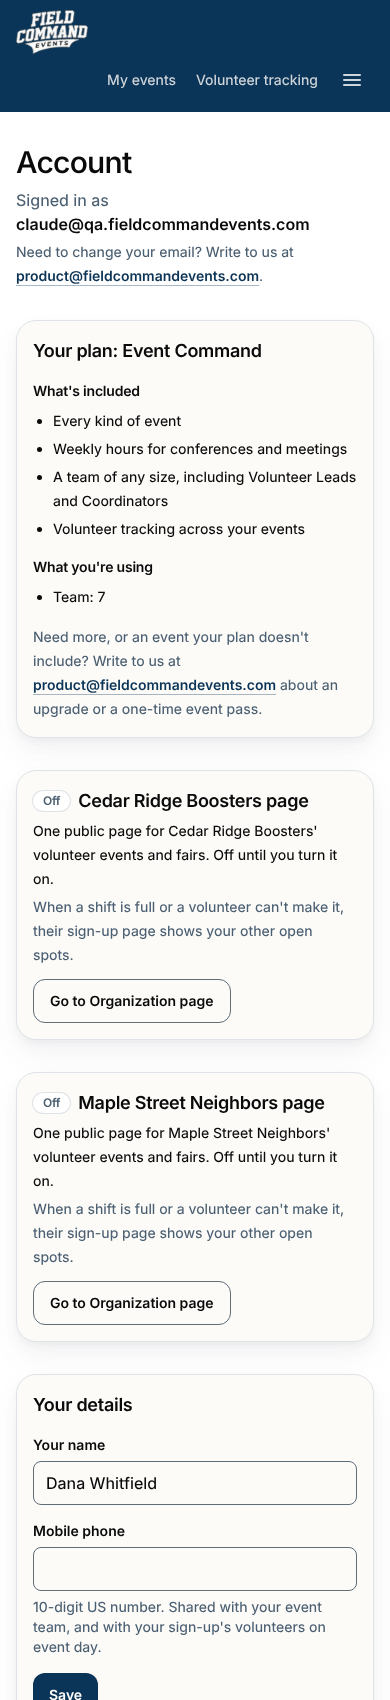 FIELD
COMMAND
EVENTS
My events Volunteer tracking
Account
Signed in as
claude@qa.fieldcommandevents.com
Need to change your email? Write to us at
product@fieldcommandevents.com.
Your plan: Event Command
What's included
Every kind of event
Weekly hours for conferences and meetings
A team of any size, including Volunteer Leads
and Coordinators
Volunteer tracking across your events
What you're using
Team: 7
Need more, or an event your plan doesn't
include? Write to us at
product@fieldcommandevents.com about an
upgrade or a one-time event pass.
Off Cedar Ridge Boosters page
One public page for Cedar Ridge Boosters'
volunteer events and fairs. Off until you turn it
on.
When a shift is full or a volunteer can't make it,
their sign-up page shows your other open
spots.
Go to Organization page
Off Maple Street Neighbors page
One public page for Maple Street Neighbors'
volunteer events and fairs. Off until you turn it
on.
When a shift is full or a volunteer can't make it,
their sign-up page shows your other open
spots.
Go to Organization page
Your details
Your name
Dana Whitfield
Mobile phone
10-digit US number. Shared with your event
team, and with your sign-up's volunteers on
event day.
Save